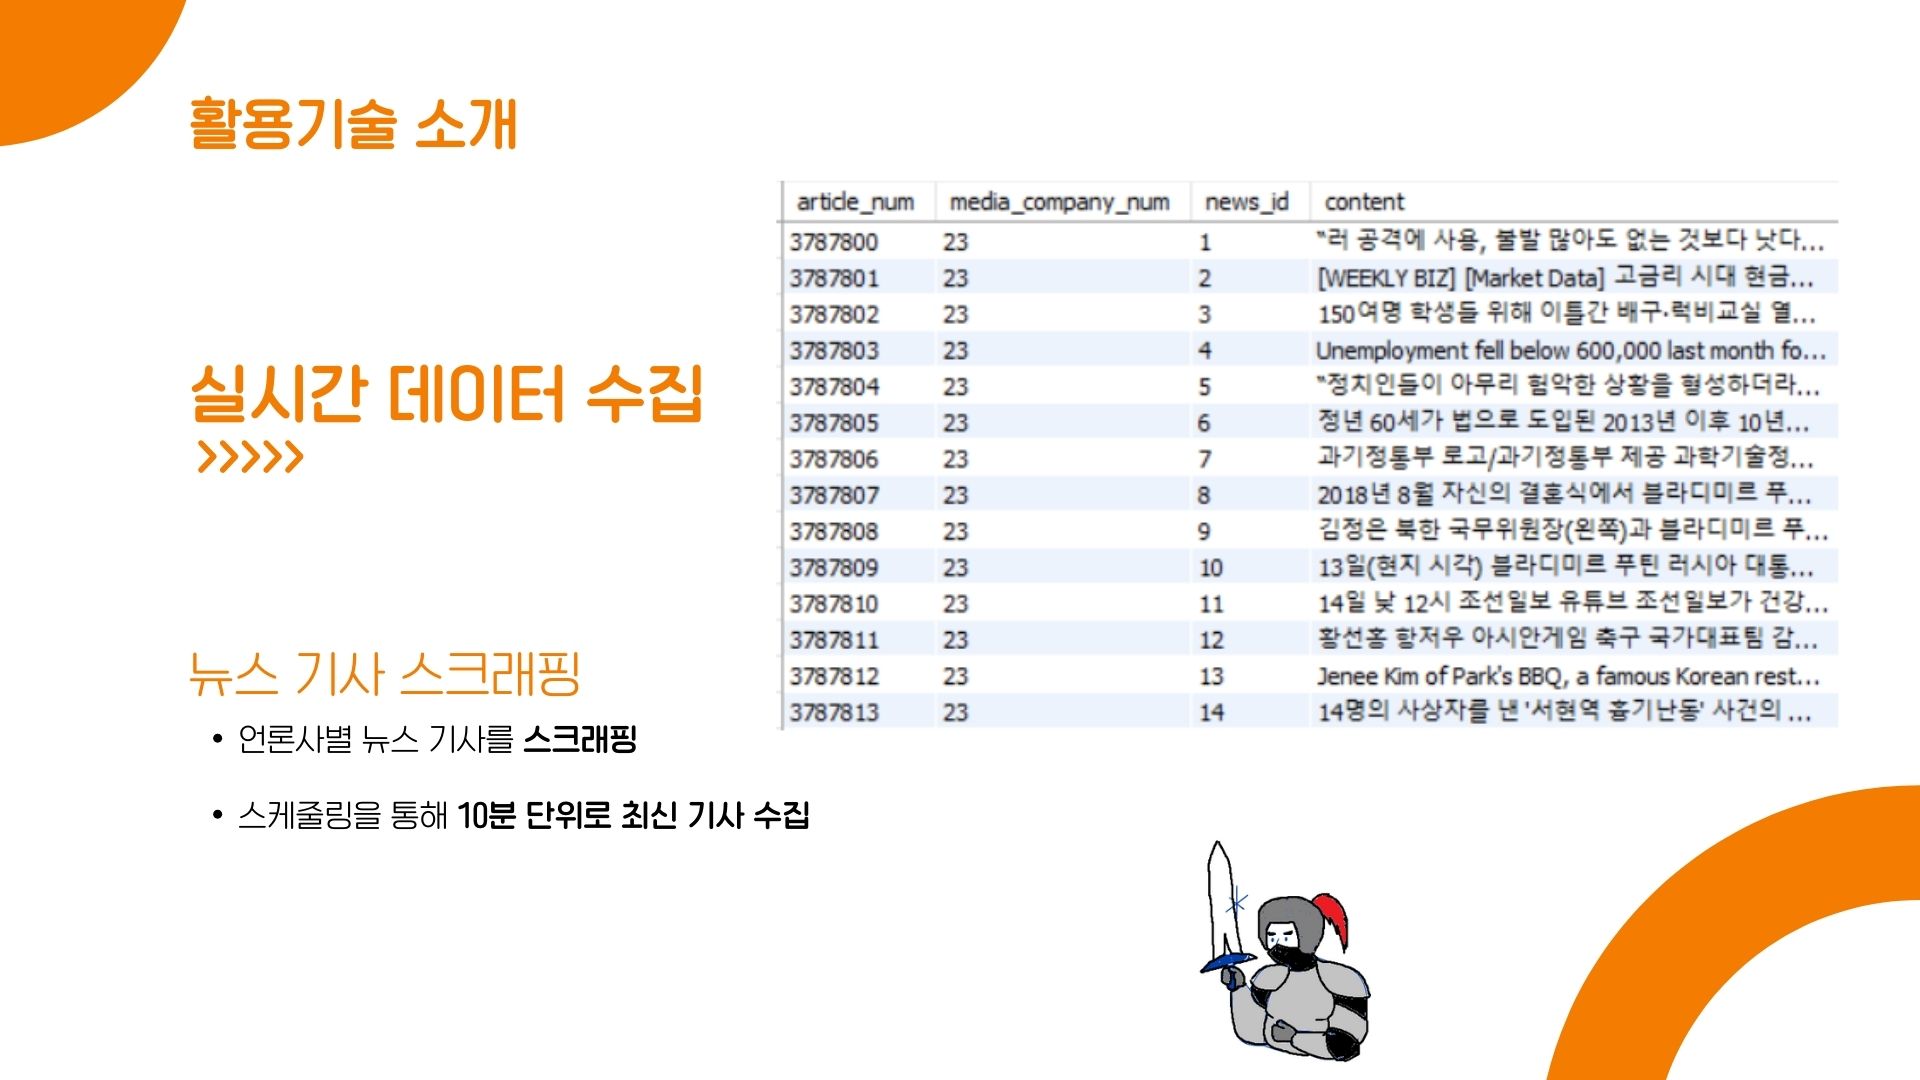 활용기술 소개
실시간 데이터 수집
>>>>>
뉴스 기사 스크래핑
• 언론사별 뉴스 기사를 스크래핑
• 스케줄링을 통해 10분 단위로 최신 기사 수집
article_num media_company_num news_id content
3787800 23 1 “러 공격에 사용, 불발 많아도 없는 것보다 낫다...
3787801 23 2 [WEEKLY BIZ] [Market Data] 고금리 시대 현금...
3787802 23 3 150여명 학생들 위해 이틀간 배구·럭비교실 열...
3787803 23 4 Unemployment fell below 600,000 last month fo...
3787804 23 5 “정치인들이 아무리 험악한 상황을 형성하더라...
3787805 23 6 정년 60세가 법으로 도입된 2013년 이후 10년...
3787806 23 7 과기정통부 로고/과기정통부 제공 과학기술정...
3787807 23 8 2018년 8월 자신의 결혼식에서 블라디미르 푸...
3787808 23 9 김정은 북한 국무위원장(왼쪽)과 블라디미르 푸...
3787809 23 10 13일(현지 시각) 블라디미르 푸틴 러시아 대통...
3787810 23 11 14일 낮 12시 조선일보 유튜브 조선일보가 건강...
3787811 23 12 황선홍 항저우 아시안게임 축구 국가대표팀 감...
3787812 23 13 Jenee Kim of Park's BBQ, a famous Korean rest...
3787813 23 14 14명의 사상자를 낸 '서현역 흉기난동' 사건의 ...